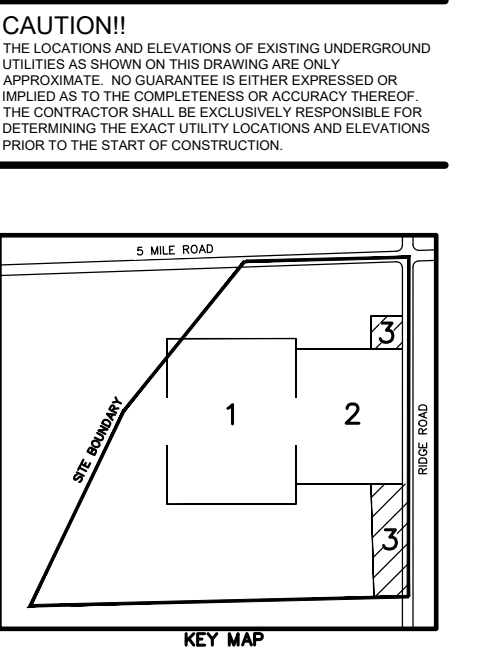 CAUTION!!
THE LOCATIONS AND ELEVATIONS OF EXISTING UNDERGROUND
UTILITIES AS SHOWN ON THIS DRAWING ARE ONLY
APPROXIMATE. NO GUARANTEE IS EITHER EXPRESSED OR
IMPLIED AS TO THE COMPLETENESS OR ACCURACY THEREOF.
THE CONTRACTOR SHALL BE EXCLUSIVELY RESPONSIBLE FOR
DETERMINING THE EXACT UTILITY LOCATIONS AND ELEVATIONS
PRIOR TO THE START OF CONSTRUCTION.
5 MILE ROAD
3
1
2
SITE BOUNDARY
RIDGE ROAD
3
KEY MAP